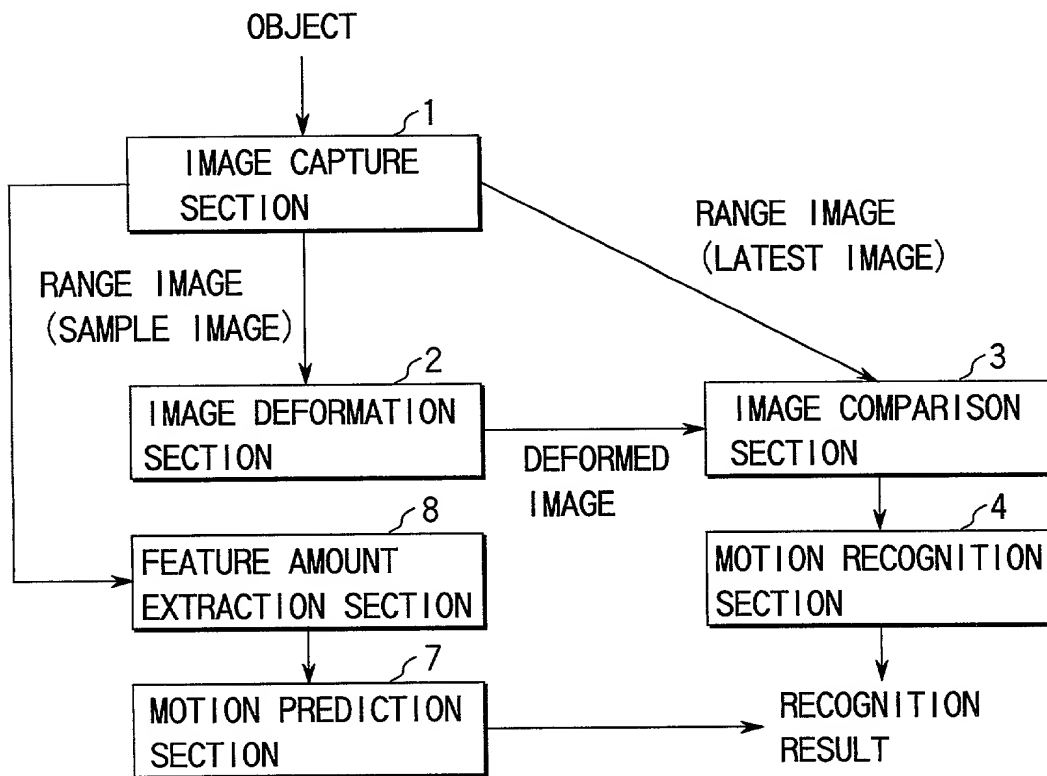 OBJECT
1
IMAGE CAPTURE
SECTION
RANGE IMAGE
(LATEST IMAGE)
RANGE IMAGE
(SAMPLE IMAGE)
2
IMAGE DEFORMATION
SECTION
DEFORMED
IMAGE
3
IMAGE COMPARISON
SECTION
8
FEATURE AMOUNT
EXTRACTION SECTION
4
MOTION RECOGNITION
SECTION
7
MOTION PREDICTION
SECTION
RECOGNITION
RESULT